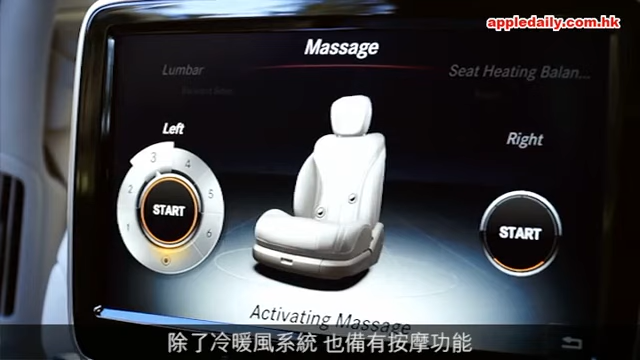 appledaily.com.hk
Massage
Lumbar
Seat Heating Balan...
Left
Right
3
4
2
5
1
6
START
START
Activating Massage
除了冷暖風系統 也備有按摩功能